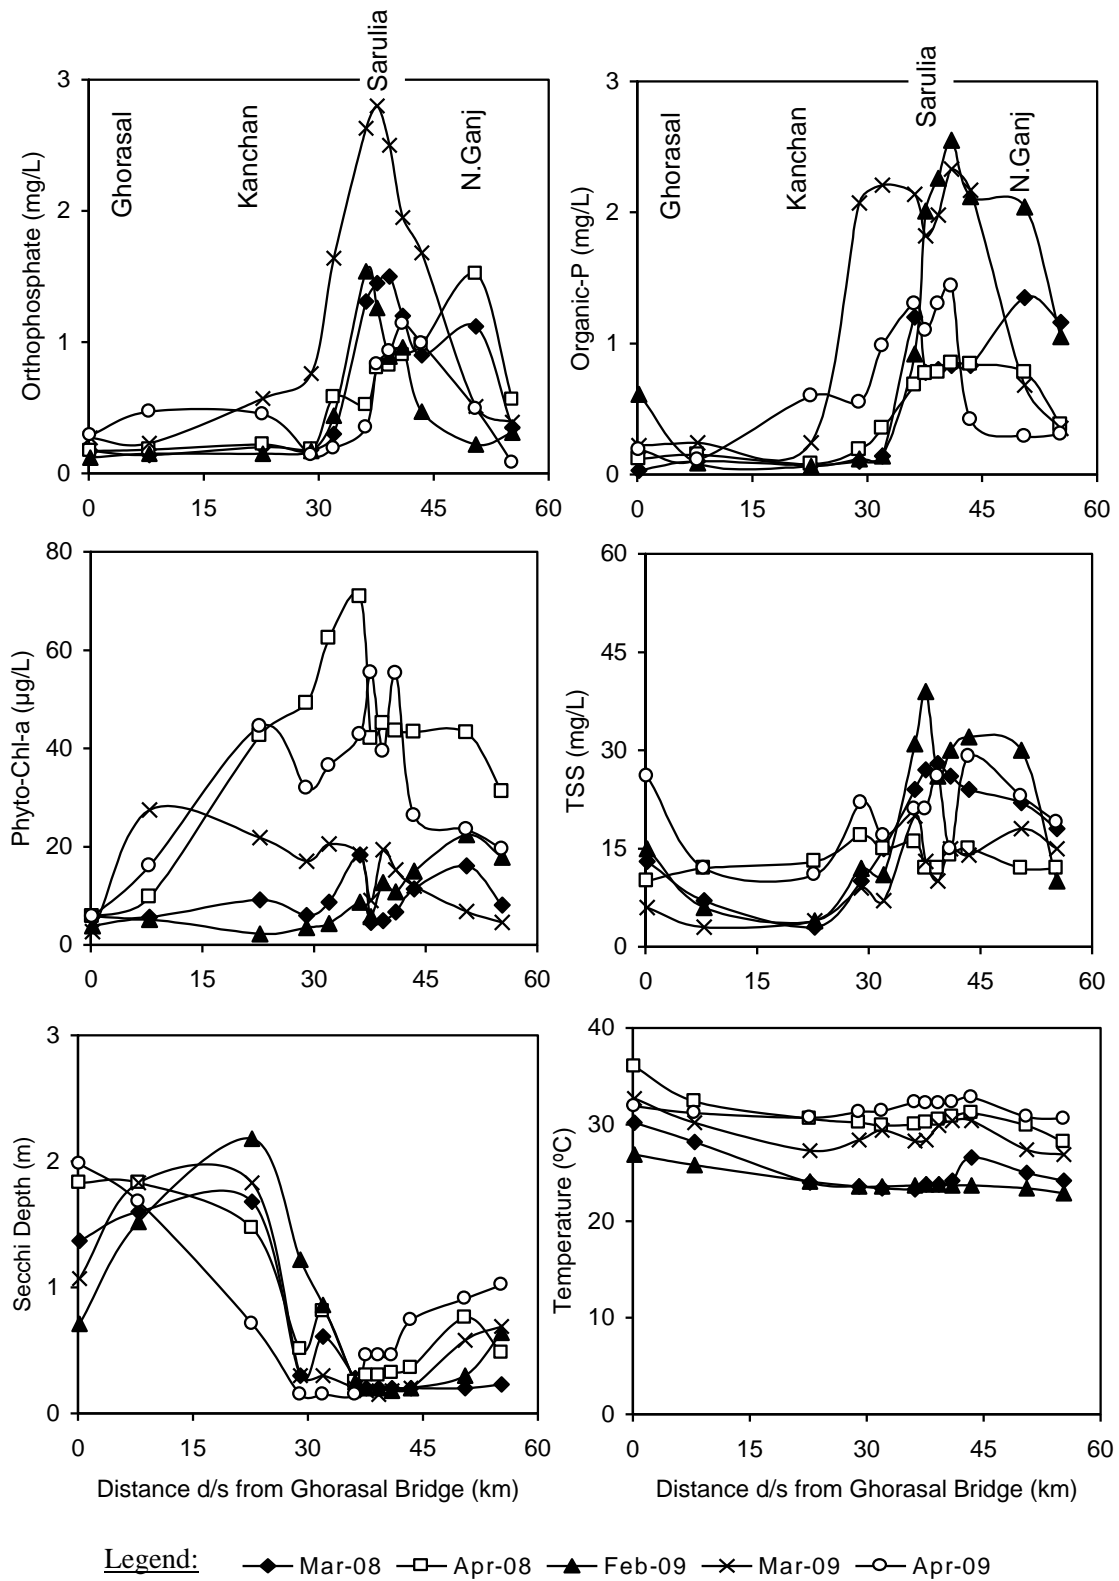 Sarulia
3
2
1
0
Orthophosphate (mg/L)
Ghorasal
Kanchan
N.Ganj
0 15 30 45 60
Sarulia
3
2
1
0
Organic-P (mg/L)
Ghorasal
Kanchan
N.Ganj
0 15 30 45 60
80
60
40
20
0
Phyto-Chl-a (µg/L)
0 15 30 45 60
60
45
30
15
0
TSS (mg/L)
0 15 30 45 60
3
2
1
0
Secchi Depth (m)
0 15 30 45 60
Distance d/s from Ghorasal Bridge (km)
40
30
20
10
0
Temperature (ºC)
0 15 30 45 60
Distance d/s from Ghorasal Bridge (km)
Legend: Mar-08 Apr-08 Feb-09 Mar-09 Apr-09